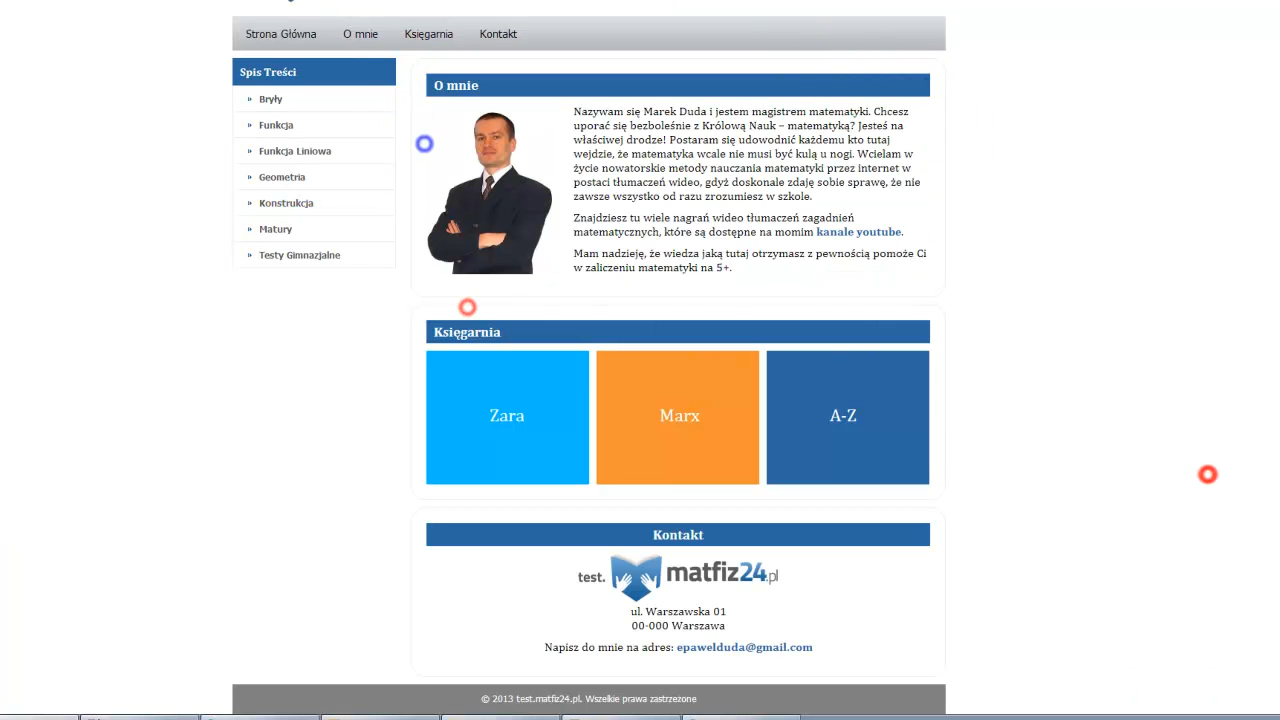 Strona Główna
O mnie
Księgarnia
Kontakt
Spis Treści
Bryły
Funkcja
Funkcja Liniowa
Geometria
Konstrukcja
Matury
Testy Gimnazjalne
O mnie
Nazywam się Marek Duda i jestem magistrem matematyki. Chcesz
uporać się bezboleśnie z Królową Nauk – matematyką? Jesteś na
właściwej drodze! Postaram się udowodnić każdemu kto tutaj
wejdzie, że matematyka wcale nie musi być kulą u nogi. Wcielam w
życie nowatorskie metody nauczania matematyki przez internet w
postaci tłumaczeń wideo, gdyż doskonale zdaję sobie sprawę, że nie
zawsze wszystko od razu zrozumiesz w szkole.
Znajdziesz tu wiele nagrań wideo tłumaczeń zagadnień
matematycznych, które są dostępne na momim kanale youtube.
Mam nadzieję, że wiedza jaką tutaj otrzymasz z pewnością pomoże Ci
w zaliczeniu matematyki na 5+.
Księgarnia
Zara
Marx
A-Z
Kontakt
test. matfiz24.pl
ul. Warszawska 01
00-000 Warszawa
Napisz do mnie na adres: epawelduda@gmail.com
© 2013 test.matfiz24.pl. Wszelkie prawa zastrzeżone